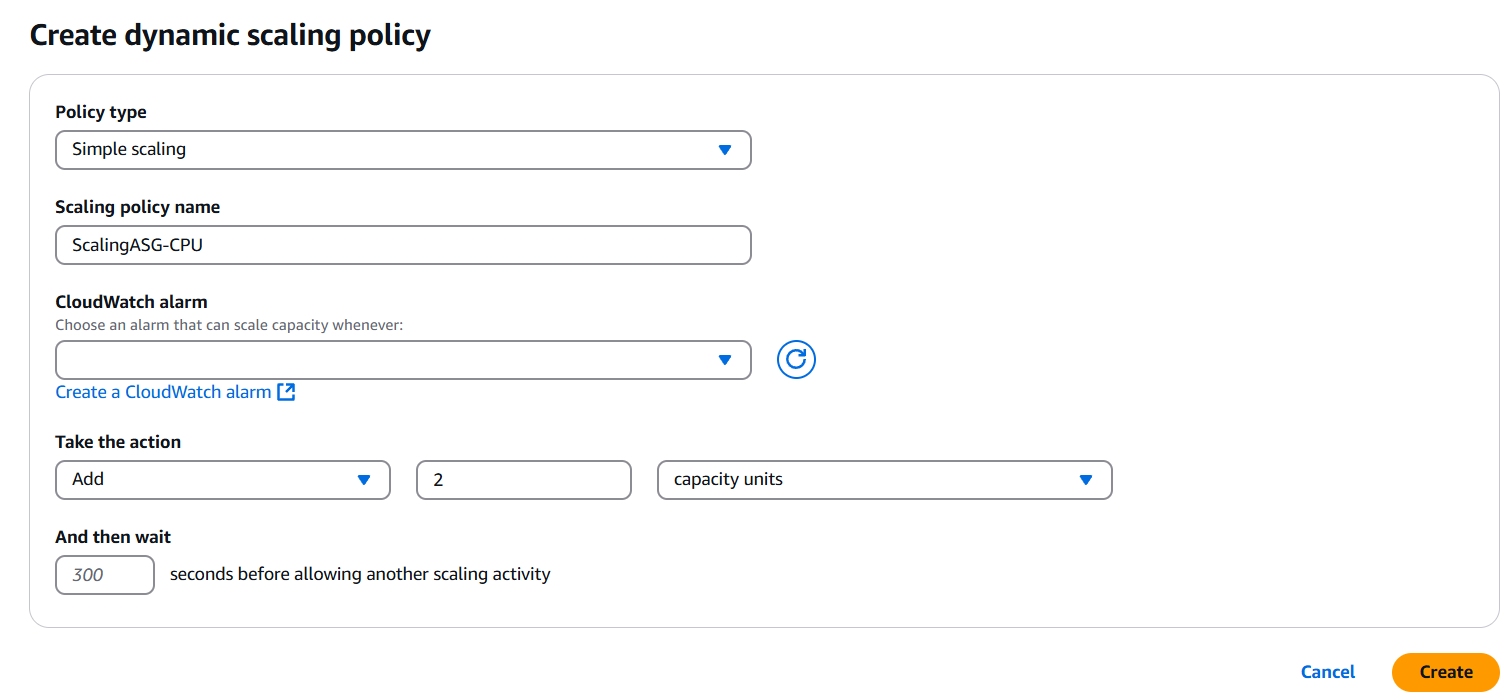 Create dynamic scaling policy
Policy type
Simple scaling
Scaling policy name
ScalingASG-CPU
CloudWatch alarm
Choose an alarm that can scale capacity whenever:
Create a CloudWatch alarm
Take the action
Add 2 capacity units
And then wait
300 seconds before allowing another scaling activity
Cancel Create